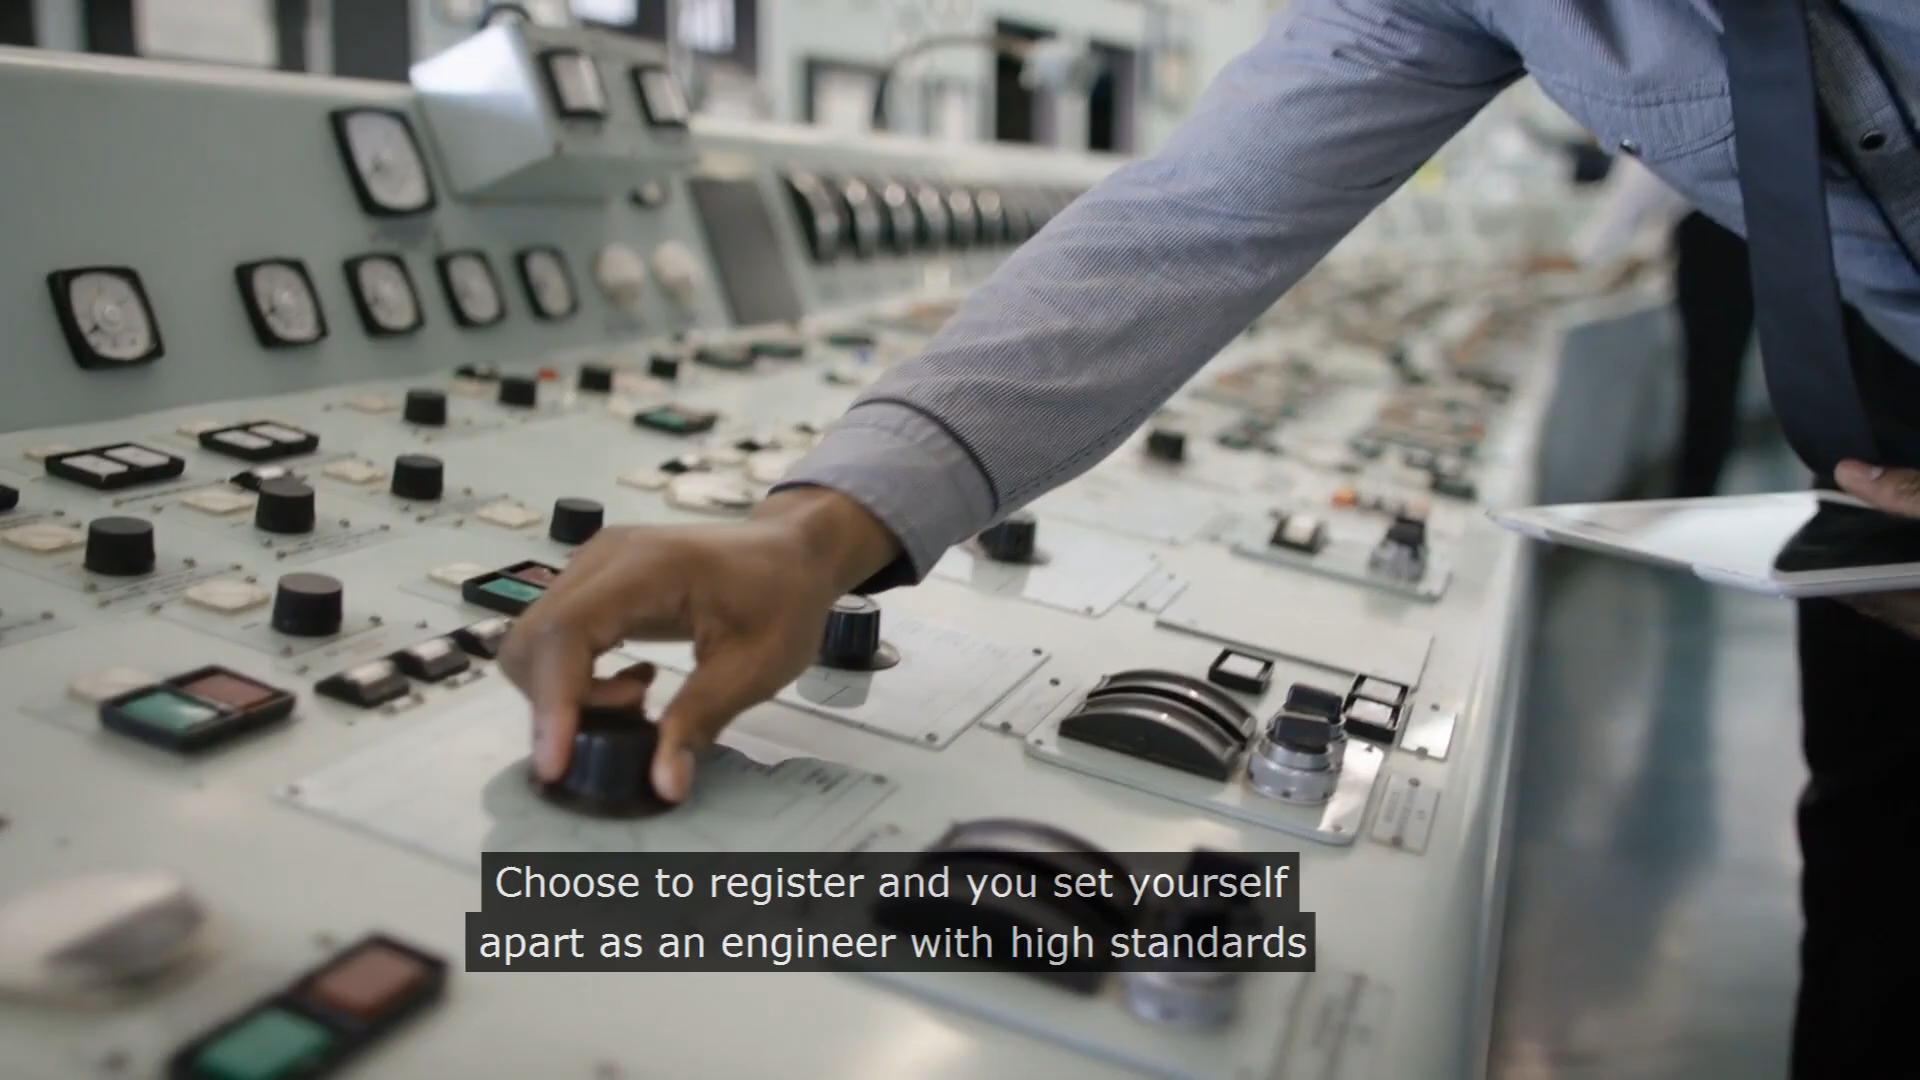 Choose to register and you set yourself
apart as an engineer with high standards